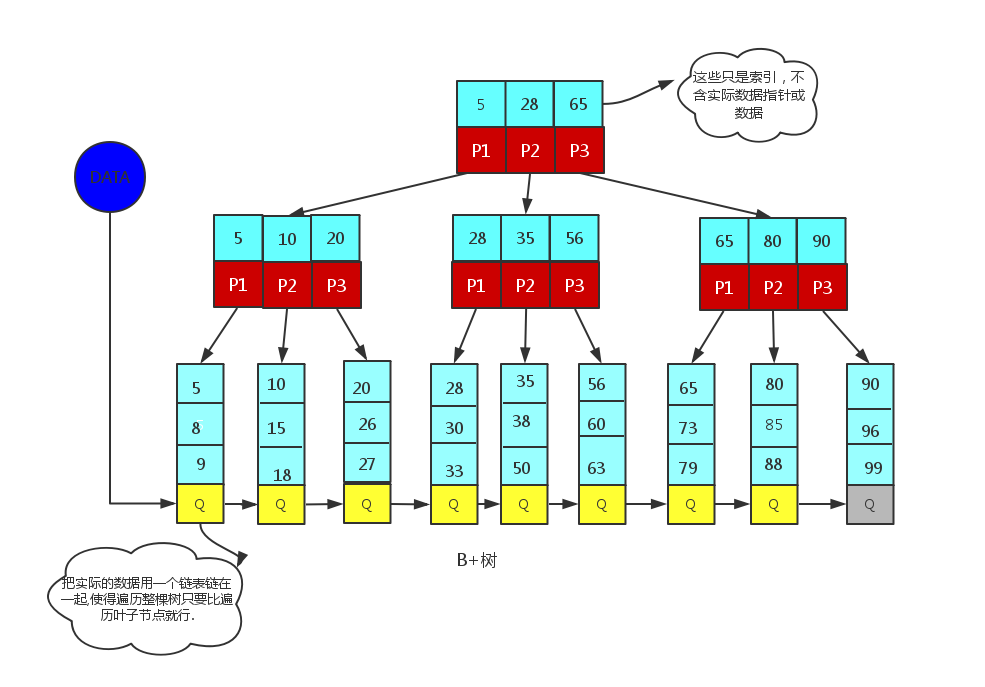 这些只是索引，不
含实际数据指针或
数据
5 28 65
P1 P2 P3
DATA
5 10 20
P1 P2 P3
28 35 56
P1 P2 P3
65 80 90
P1 P2 P3
5 10 20 28 35 56 65 80 90
8 15 26 30 38 60 73 85 96
9 18 27 33 50 63 79 88 99
Q Q Q Q Q Q Q Q Q
B+树
把实际的数据用一个链表链在
一起,使得遍历整棵树只要比遍
历叶子节点就行.